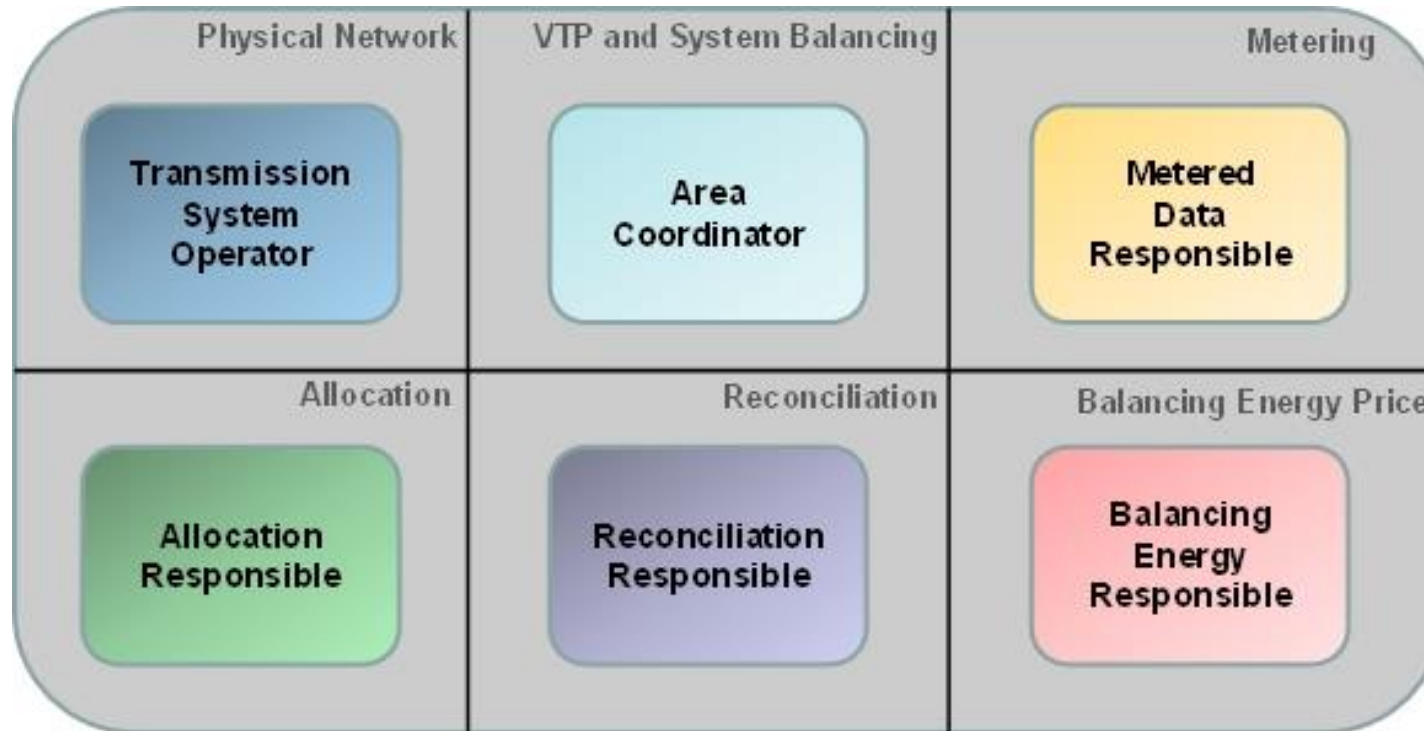 Physical Network
VTP and System Balancing
Metering
Transmission
System
Operator
Area
Coordinator
Metered
Data
Responsible
Allocation
Reconciliation
Balancing Energy Price
Allocation
Responsible
Reconciliation
Responsible
Balancing
Energy
Responsible